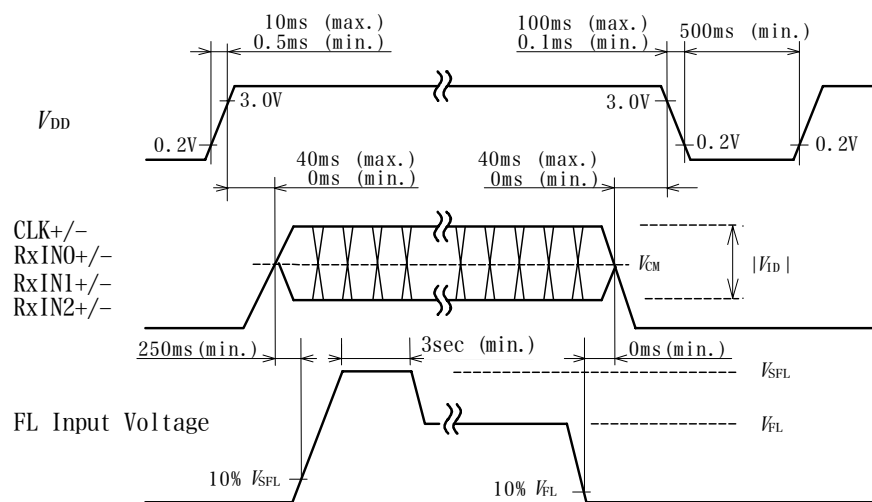 10ms (max.)
0.5ms (min.)
100ms (max.)
0.1ms (min.)
500ms (min.)
VDD
3.0V
3.0V
0.2V
0.2V
0.2V
40ms (max.)
0ms (min.)
40ms (max.)
0ms (min.)
CLK+/-
RxIN0+/-
RxIN1+/-
RxIN2+/-
VCM
|VID|
250ms(min.)
3sec (min.)
0ms(min.)
VSFL
FL Input Voltage
VFL
10% VSFL
10% VFL